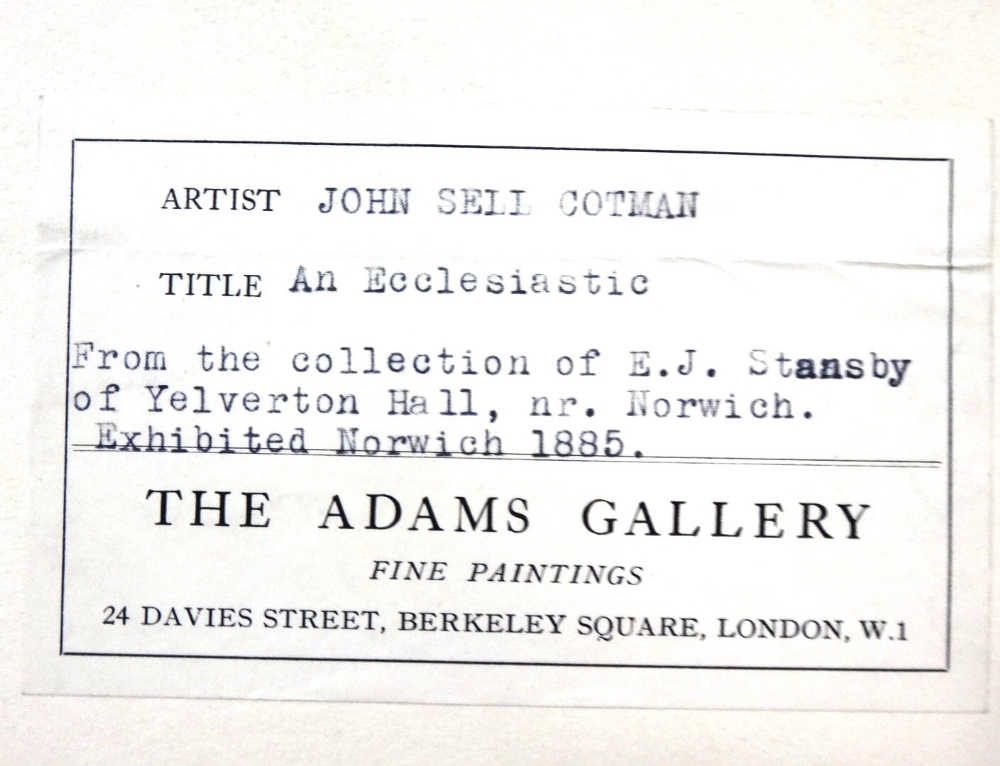 ARTIST JOHN SELL COTMAN
TITLE An Ecclesiastic
From the collection of E.J. Stansby
of Yelverton Hall, nr. Norwich.
Exhibited Norwich 1885.
THE ADAMS GALLERY
FINE PAINTINGS
24 DAVIES STREET, BERKELEY SQUARE, LONDON, W.1